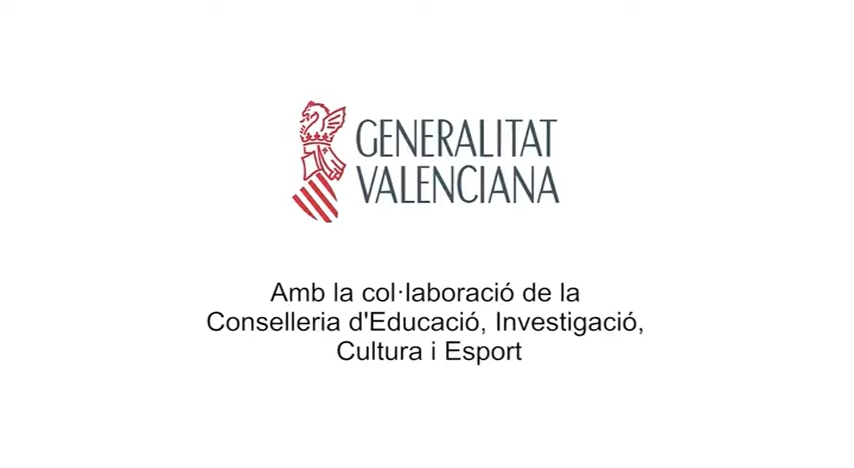 GENERALITAT
VALENCIANA
Amb la col·laboració de la
Conselleria d'Educació, Investigació,
Cultura i Esport